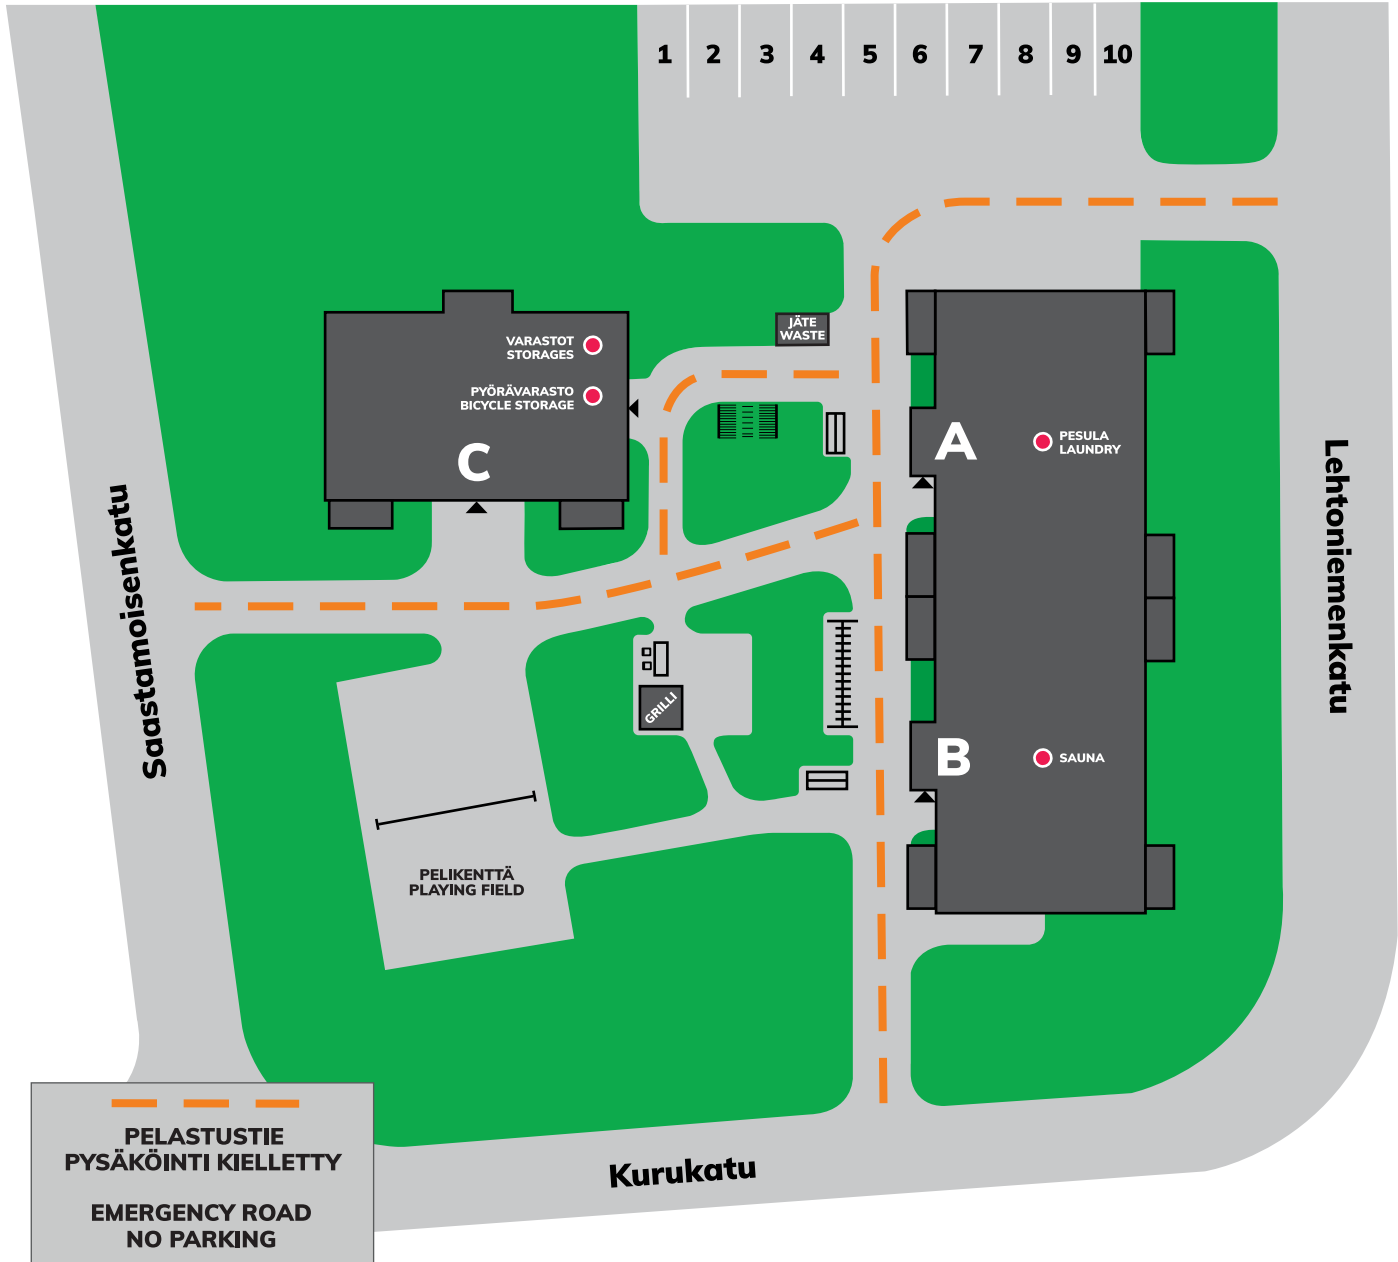 1 2 3 4 5 6 7 8 9 10
JÄTE
WASTE
VARASTOT
STORAGES
PYÖRÄVARASTO
BICYCLE STORAGE
C
A
PESULA
LAUNDRY
Lehtoniemenkatu
Saastamoisenkatu
GRILLI
B
SAUNA
PELIKENTTÄ
PLAYING FIELD
Kurukatu
PELASTUSTIE
PYSÄKÖINTI KIELLETTY
EMERGENCY ROAD
NO PARKING